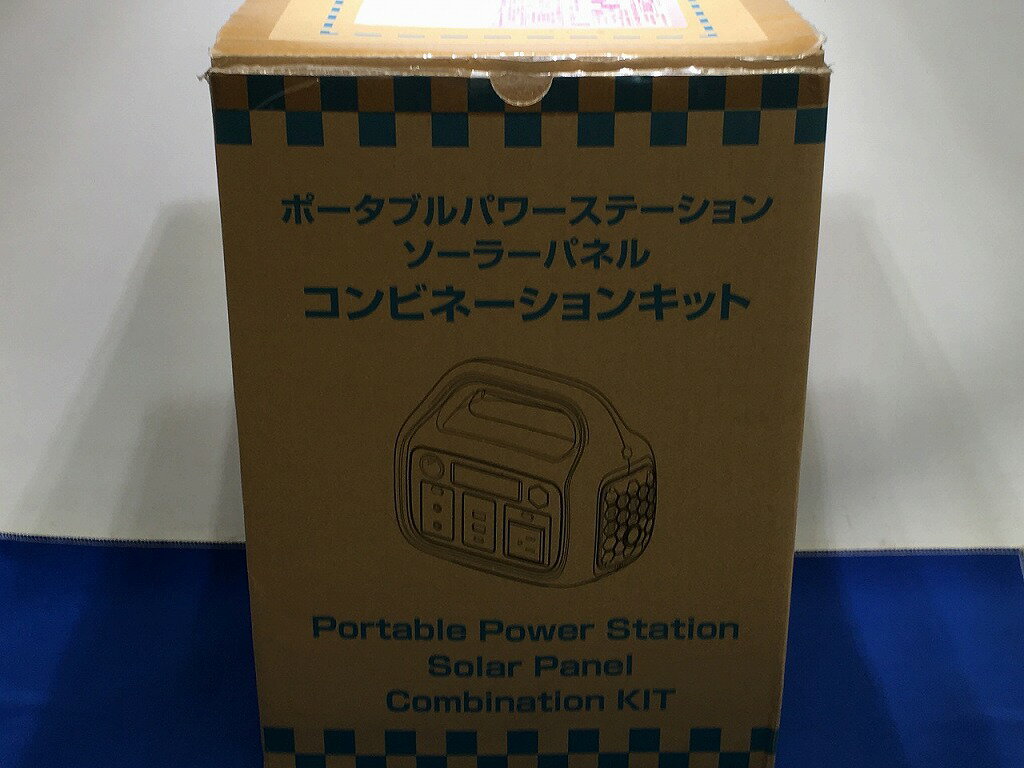 ポータブルパワーステーション
ソーラーパネル
コンビネーションキット
Portable Power Station
Solar Panel
Combination KIT